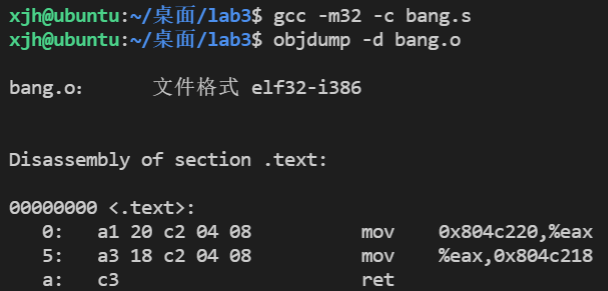 xjh@ubuntu:~/桌面/lab3$ gcc -m32 -c bang.s
xjh@ubuntu:~/桌面/lab3$ objdump -d bang.o
bang.o：     文件格式 elf32-i386
Disassembly of section .text:
00000000 <.text>:
   0:   a1 20 c2 04 08          mov    0x804c220,%eax
   5:   a3 18 c2 04 08          mov    %eax,0x804c218
   a:   c3                      ret